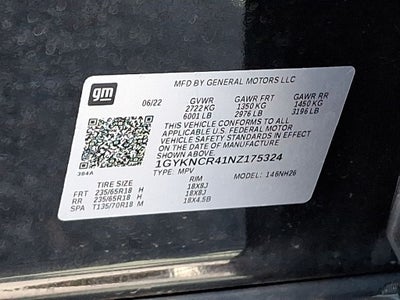 gm
MFD BY GENERAL MOTORS LLC
06/22 GVWR GAWR FRT GAWR RR
2722 KG 1350 KG 1450 KG
6001 LB 2976 LB 3196 LB
THIS VEHICLE CONFORMS TO ALL
APPLICABLE U.S. FEDERAL MOTOR
VEHICLE SAFETY STANDARDS IN EFFECT
ON THE DATE OF MANUFACTURE
SHOWN ABOVE.
384A
1GYKNCR41NZ175324
TYPE: MPV MODEL: 146NH26
TIRE SIZE RIM
FRT 235/65R18 H 18X8J
RR 235/65R18 H 18X8J
SPA T135/70R18 M 18X4.5B